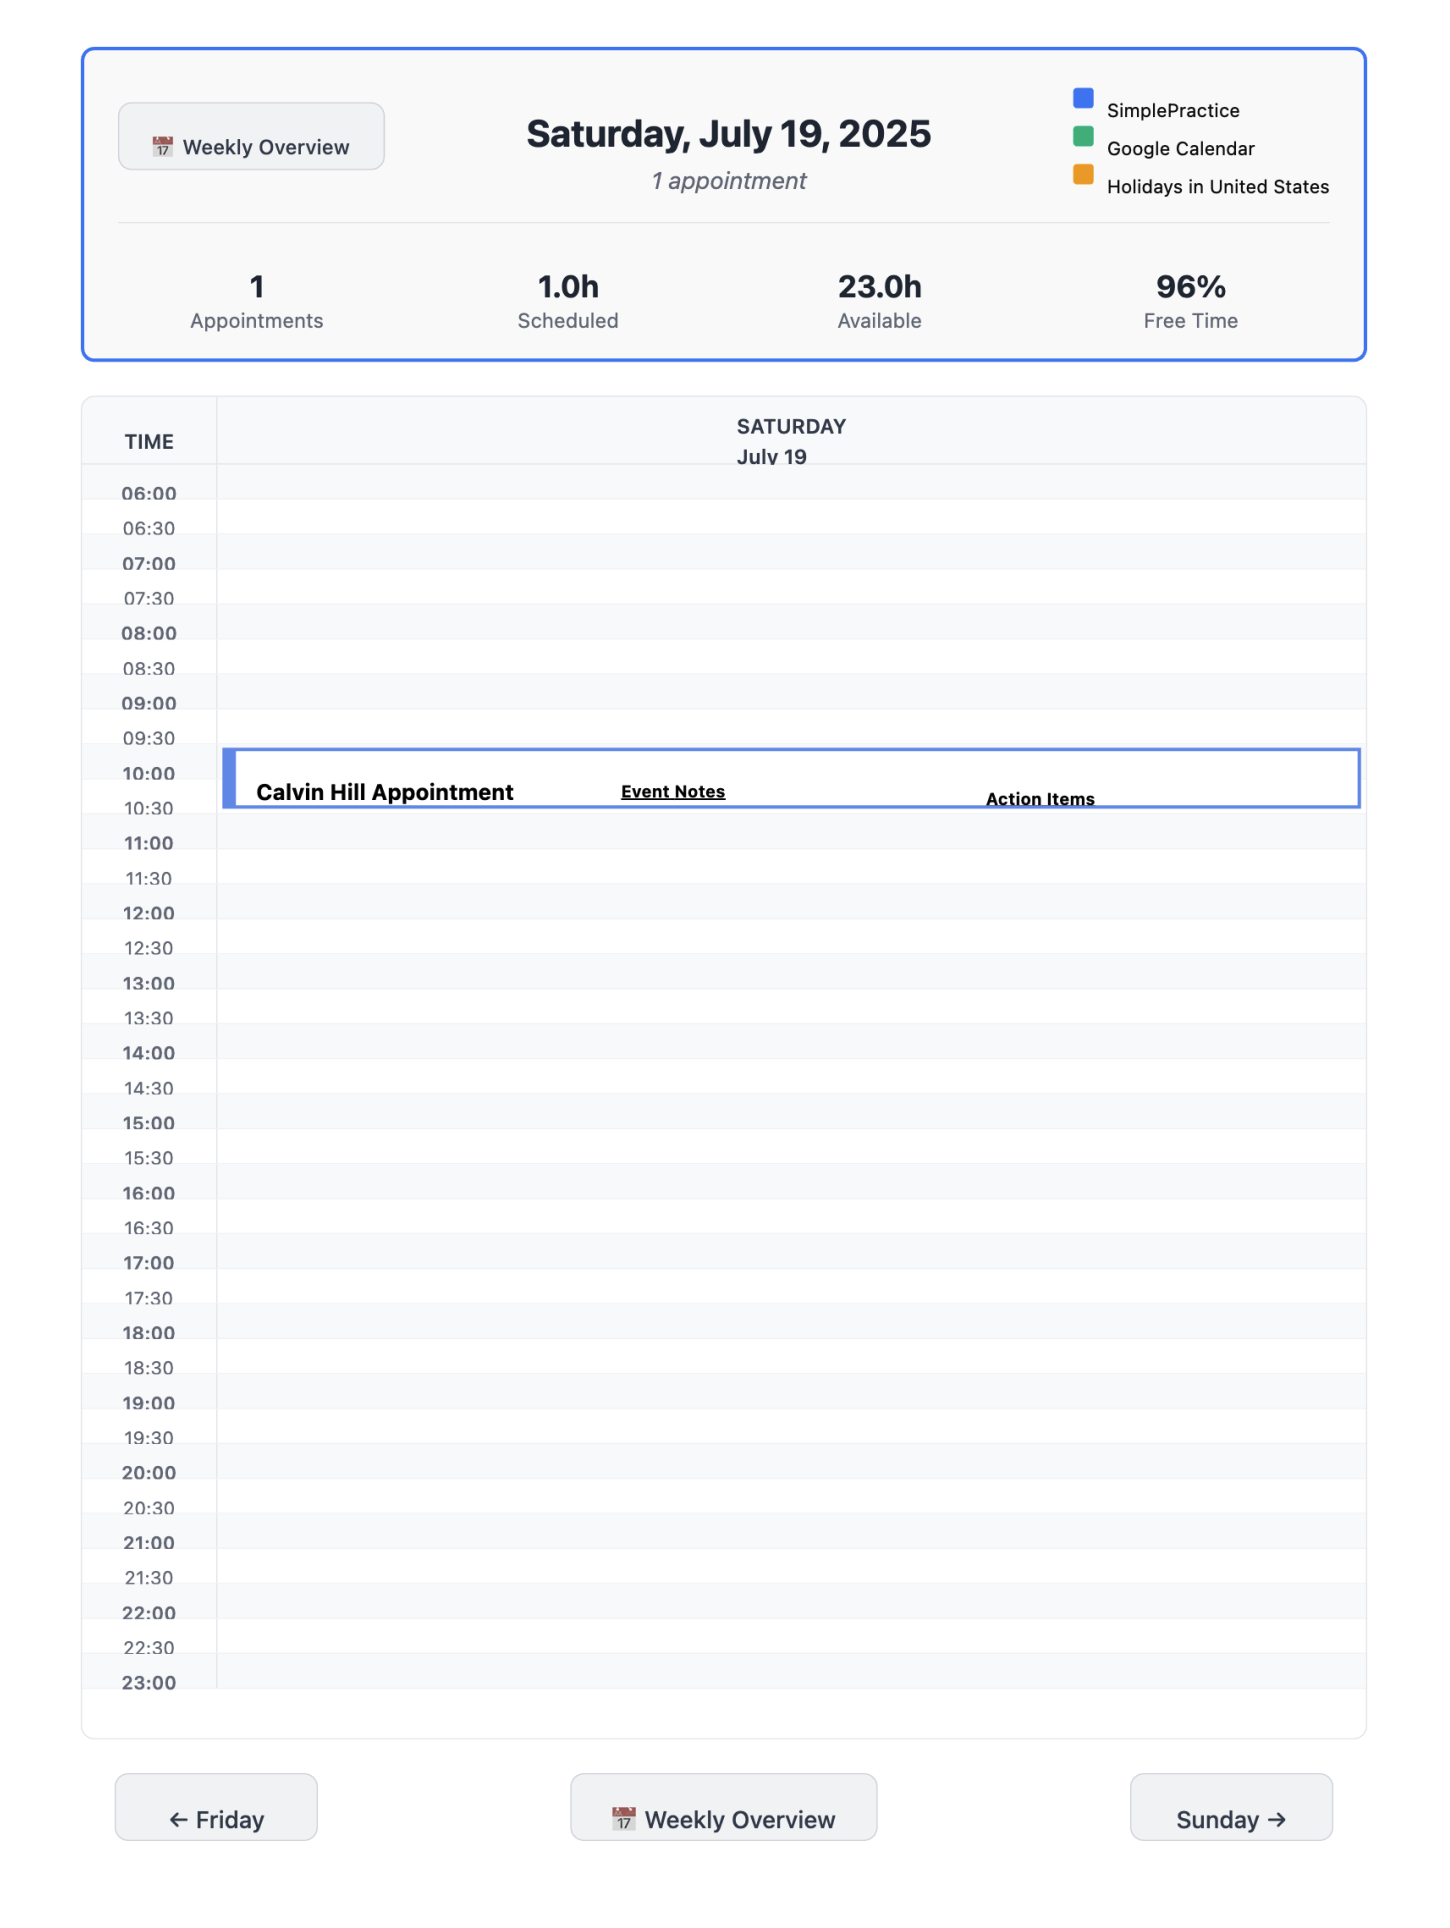 Weekly Overview
Saturday, July 19, 2025
1 appointment
SimplePractice
Google Calendar
Holidays in United States
1
Appointments
1.0h
Scheduled
23.0h
Available
96%
Free Time
TIME
SATURDAY
July 19
06:00
06:30
07:00
07:30
08:00
08:30
09:00
09:30
10:00
Calvin Hill Appointment
Event Notes
Action Items
10:30
11:00
11:30
12:00
12:30
13:00
13:30
14:00
14:30
15:00
15:30
16:00
16:30
17:00
17:30
18:00
18:30
19:00
19:30
20:00
20:30
21:00
21:30
22:00
22:30
23:00
← Friday
17 Weekly Overview
Sunday →